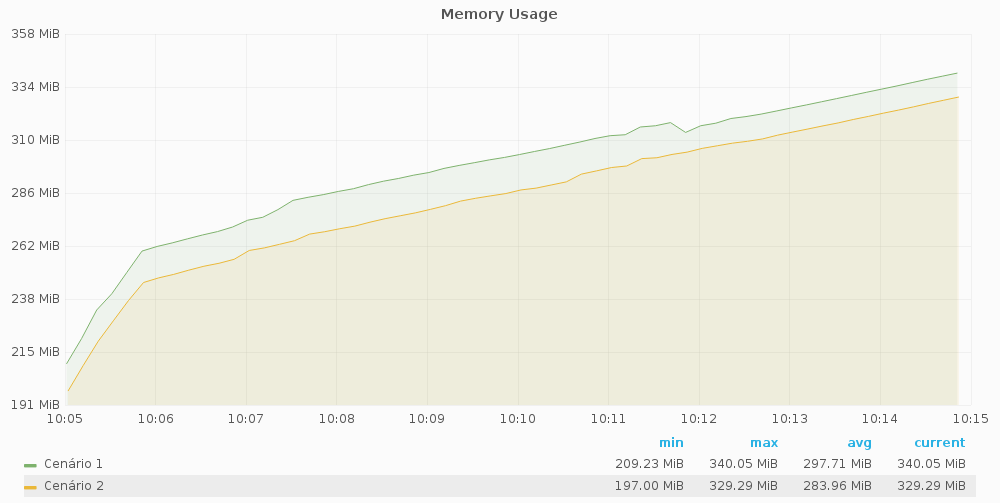 Memory Usage
358 MiB
334 MiB
310 MiB
286 MiB
262 MiB
238 MiB
215 MiB
191 MiB
10:05 10:06 10:07 10:08 10:09 10:10 10:11 10:12 10:13 10:14 10:15
min max avg current
Cenário 1 209.23 MiB 340.05 MiB 297.71 MiB 340.05 MiB
Cenário 2 197.00 MiB 329.29 MiB 283.96 MiB 329.29 MiB